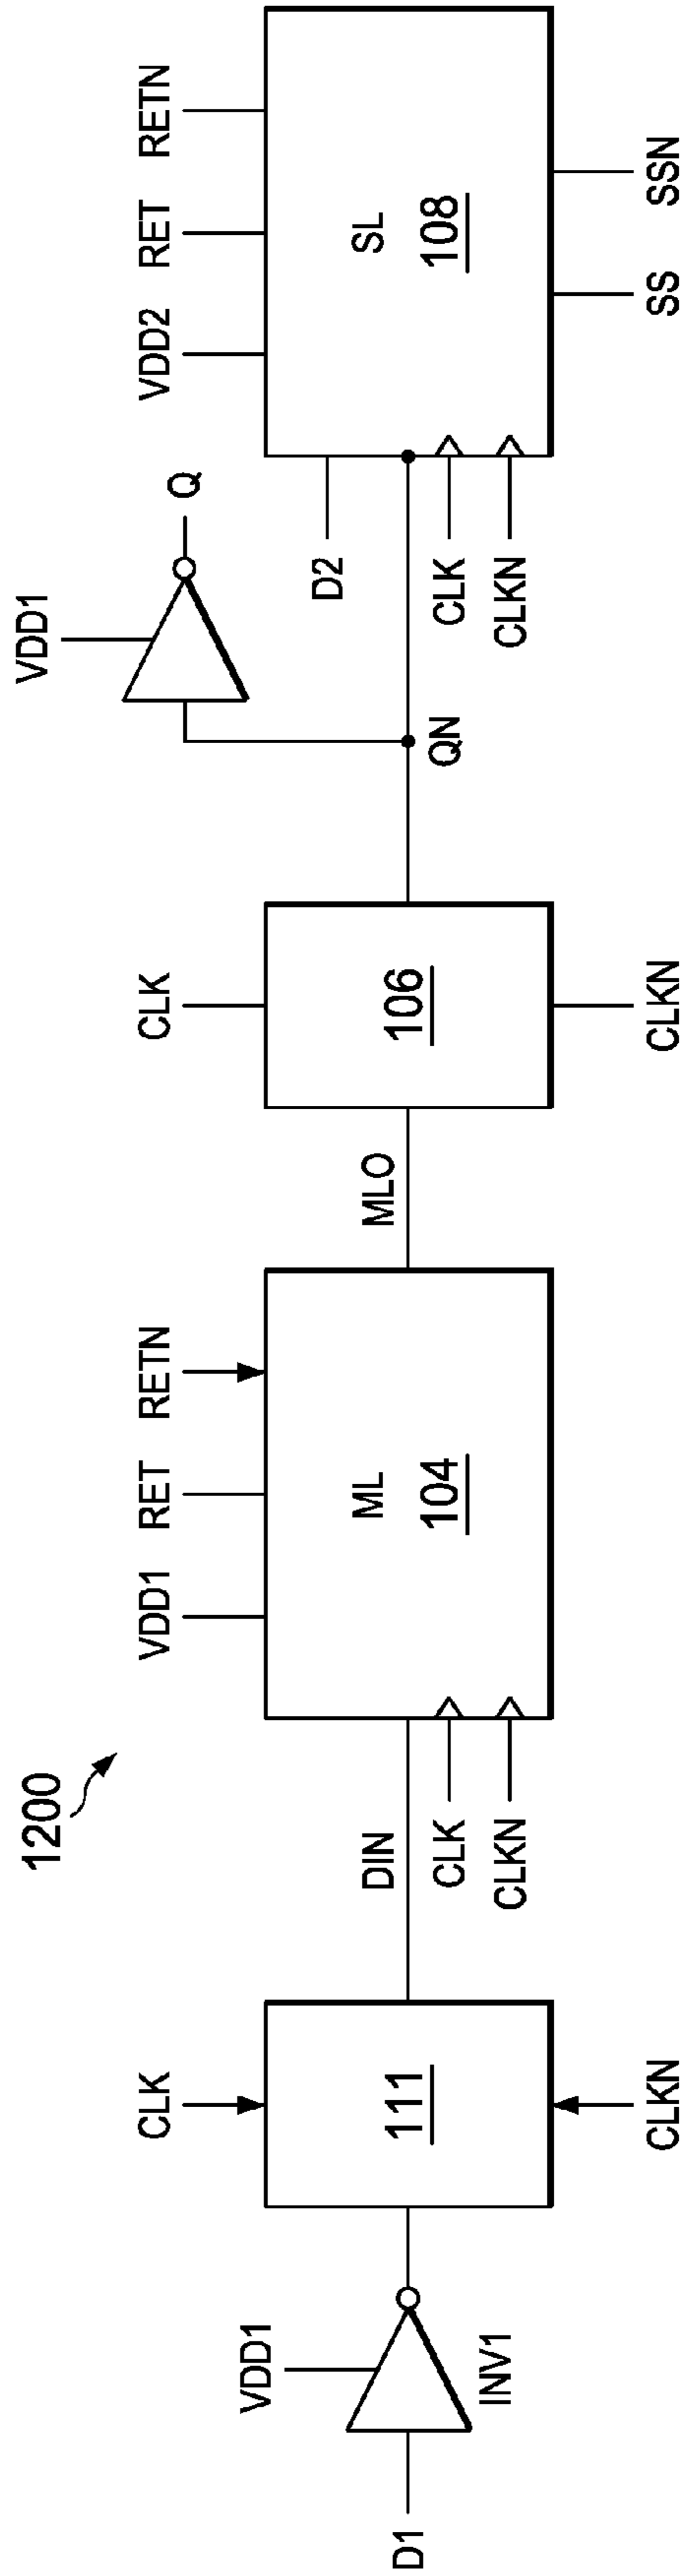 1200
D1
VDD1
INV1
CLK
111
CLKN
DIN
CLK
CLKN
VDD1
RET
RETN
ML
104
MLO
CLK
106
CLKN
QN
VDD1
Q
D2
CLK
CLKN
VDD2
RET
RETN
SL
108
SS
SSN